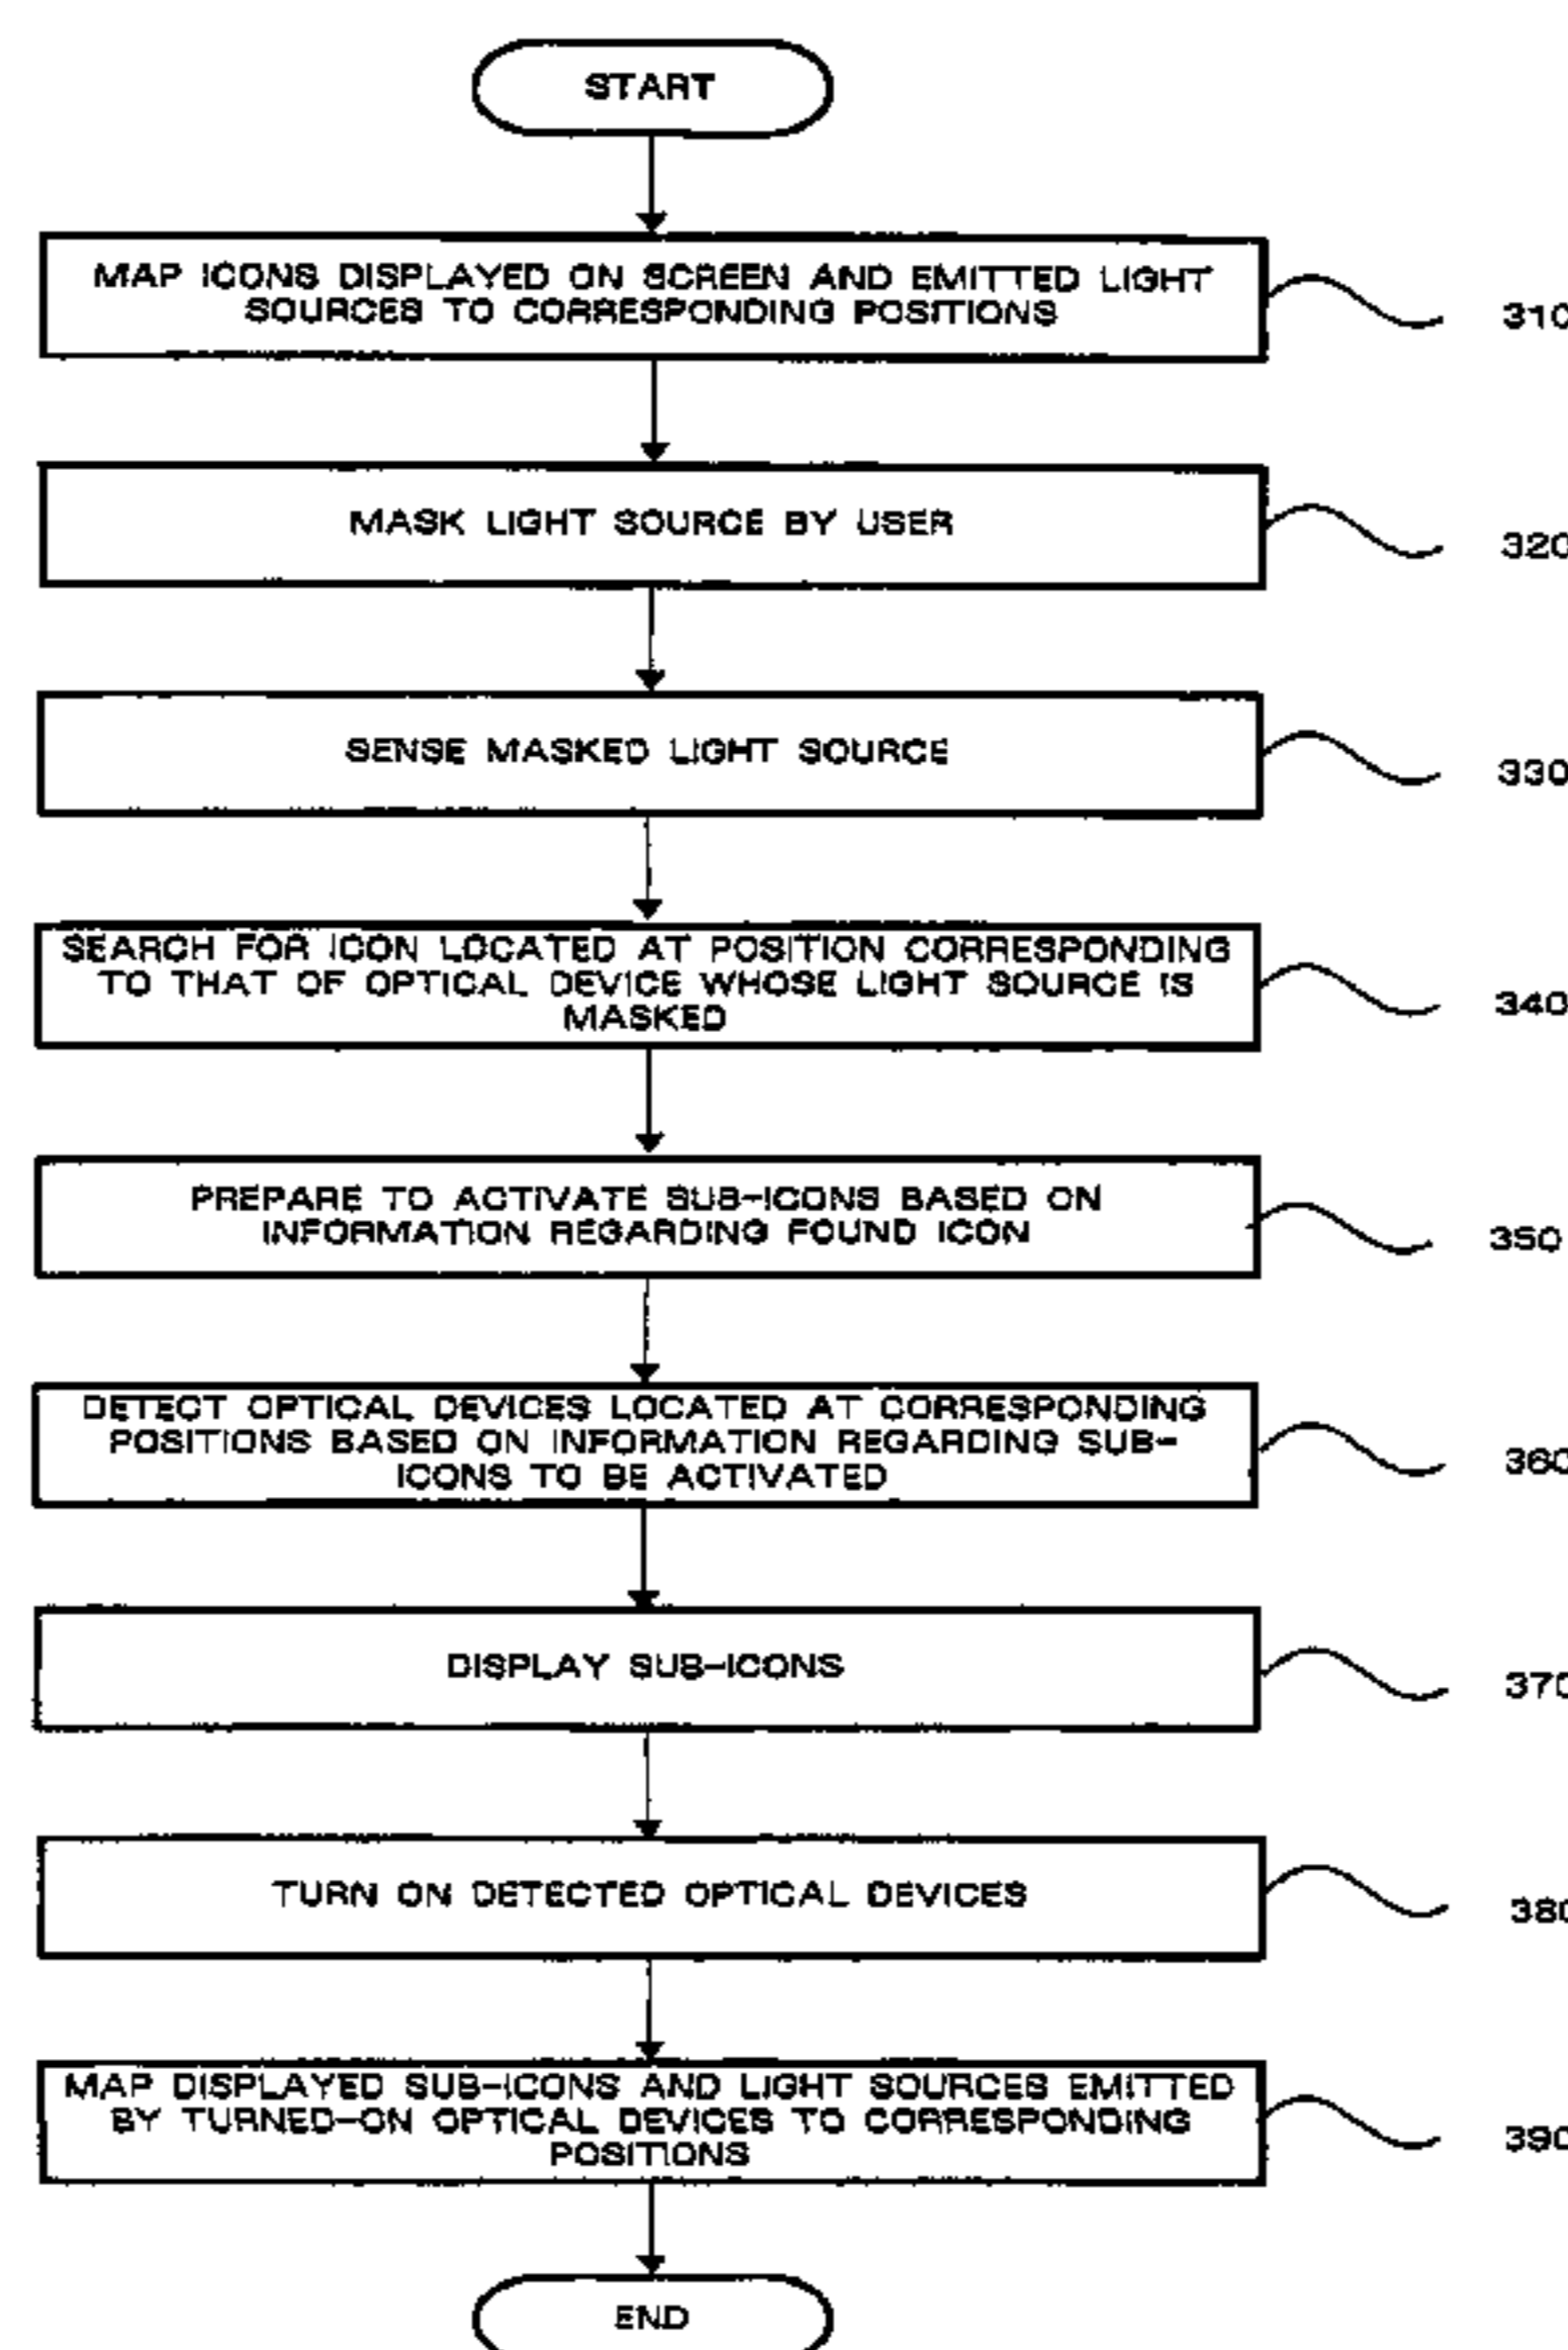 START
MAP ICONS DISPLAYED ON SCREEN AND EMITTED LIGHT
SOURCES TO CORRESPONDING POSITIONS
310
MASK LIGHT SOURCE BY USER
320
SENSE MASKED LIGHT SOURCE
330
SEARCH FOR ICON LOCATED AT POSITION CORRESPONDING
TO THAT OF OPTICAL DEVICE WHOSE LIGHT SOURCE IS
MASKED
340
PREPARE TO ACTIVATE SUB-ICONS BASED ON
INFORMATION REGARDING FOUND ICON
350
DETECT OPTICAL DEVICES LOCATED AT CORRESPONDING
POSITIONS BASED ON INFORMATION REGARDING SUB-
ICONS TO BE ACTIVATED
360
DISPLAY SUB-ICONS
370
TURN ON DETECTED OPTICAL DEVICES
380
MAP DISPLAYED SUB-ICONS AND LIGHT SOURCES EMITTED
BY TURNED-ON OPTICAL DEVICES TO CORRESPONDING
POSITIONS
390
END